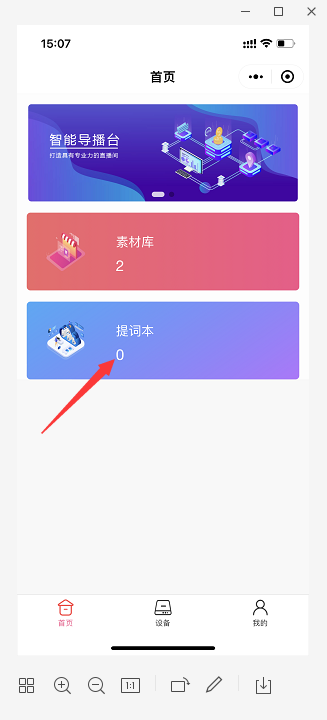 15:07
首页
智能导播台
打造具有专业力的直播间
素材库
2
提词本
0
首页
设备
我的
1:1